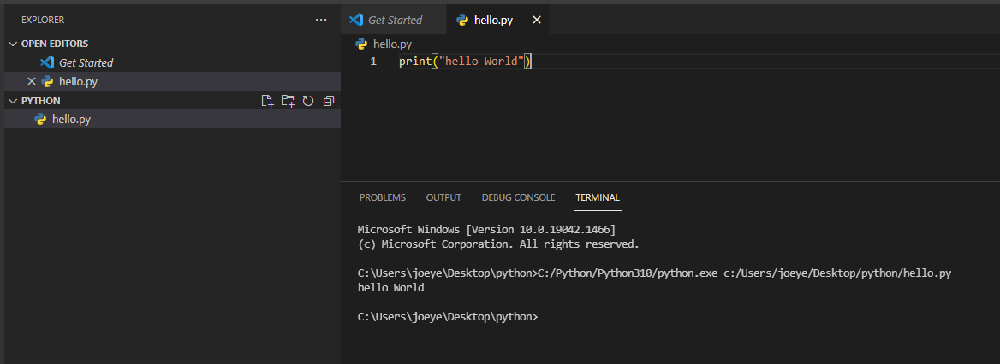 EXPLORER
OPEN EDITORS
Get Started
hello.py
PYTHON
hello.py
Get Started
hello.py
hello.py
1 print("hello World")
PROBLEMS OUTPUT DEBUG CONSOLE TERMINAL
Microsoft Windows [Version 10.0.19042.1466]
(c) Microsoft Corporation. All rights reserved.
C:\Users\joeye\Desktop\python>C:/Python/Python310/python.exe c:/Users/joeye/Desktop/python/hello.py
hello World
C:\Users\joeye\Desktop\python>